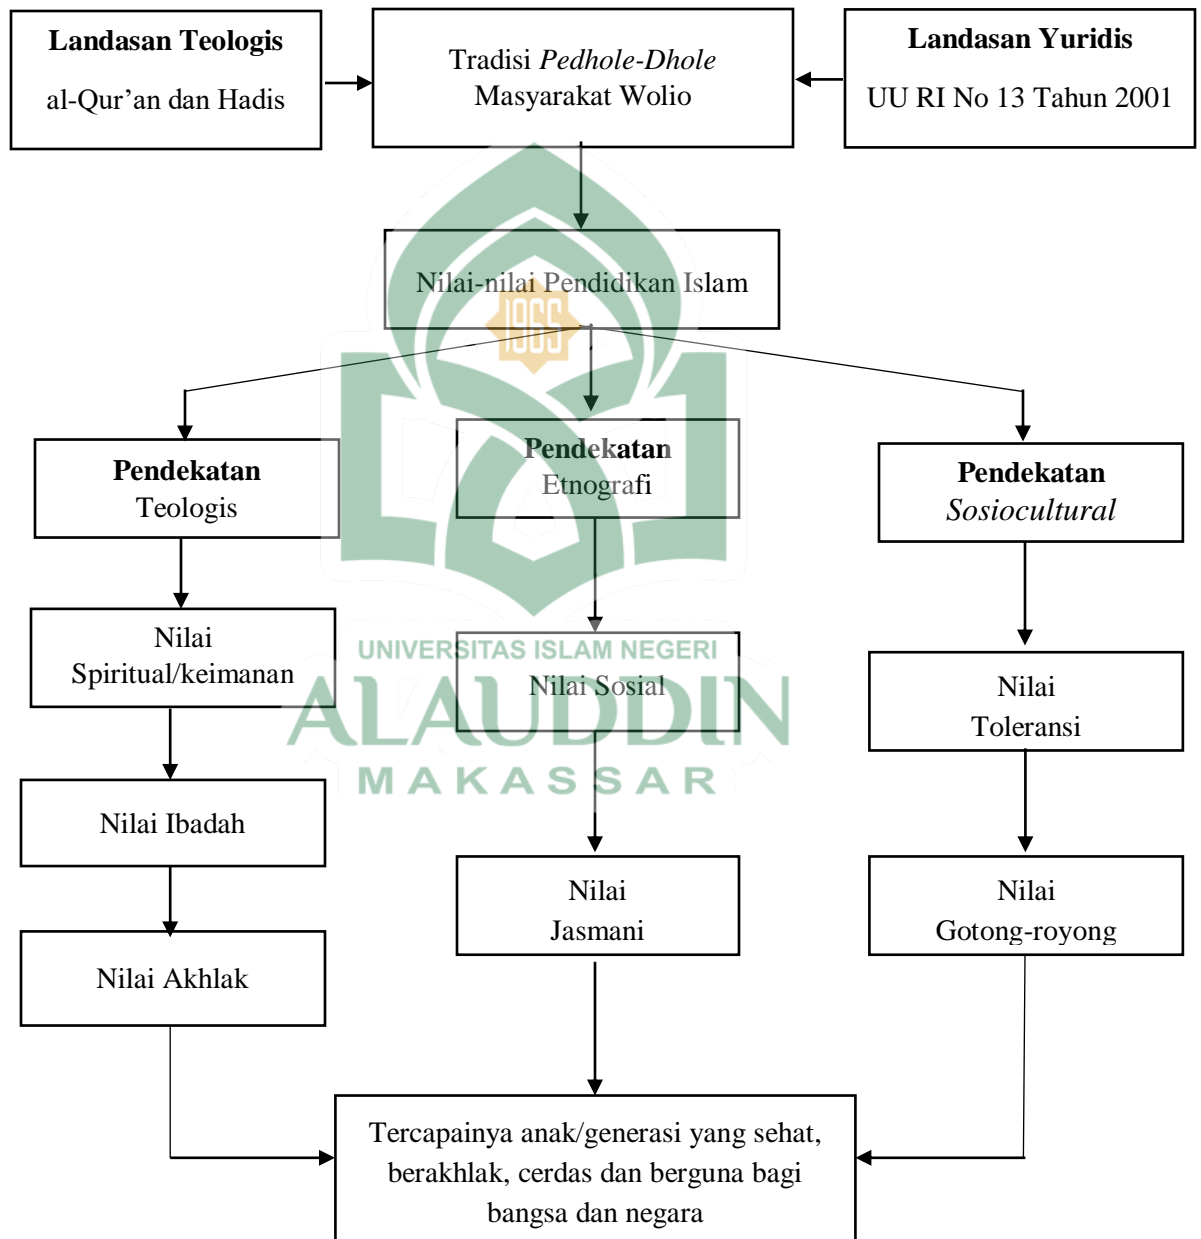 Landasan Teologis
al-Qur’an dan Hadis
Tradisi Pedhole-Dhole
Masyarakat Wolio
Landasan Yuridis
UU RI No 13 Tahun 2001
Nilai-nilai Pendidikan Islam
1965
Pendekatan
Teologis
Pendekatan
Etnografi
Pendekatan
Sosiocultural
Nilai
Spiritual/keimanan
UNIVERSITAS ISLAM NEGERI
ALAUDDIN
MAKASSAR
Nilai Sosial
Nilai
Toleransi
Nilai Ibadah
Nilai
Jasmani
Nilai
Gotong-royong
Nilai Akhlak
Tercapainya anak/generasi yang sehat,
berakhlak, cerdas dan berguna bagi
bangsa dan negara